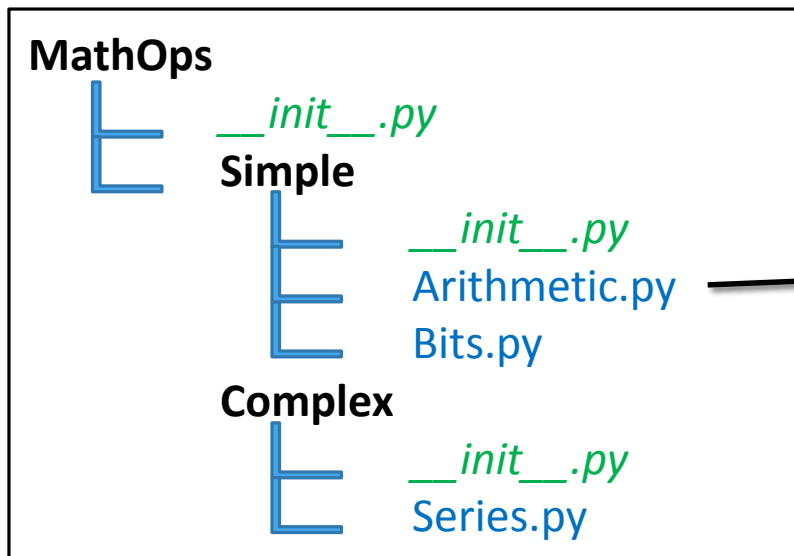 MathOps
__init__.py
Simple
__init__.py
Arithmetic.py
Bits.py
Complex
__init__.py
Series.py